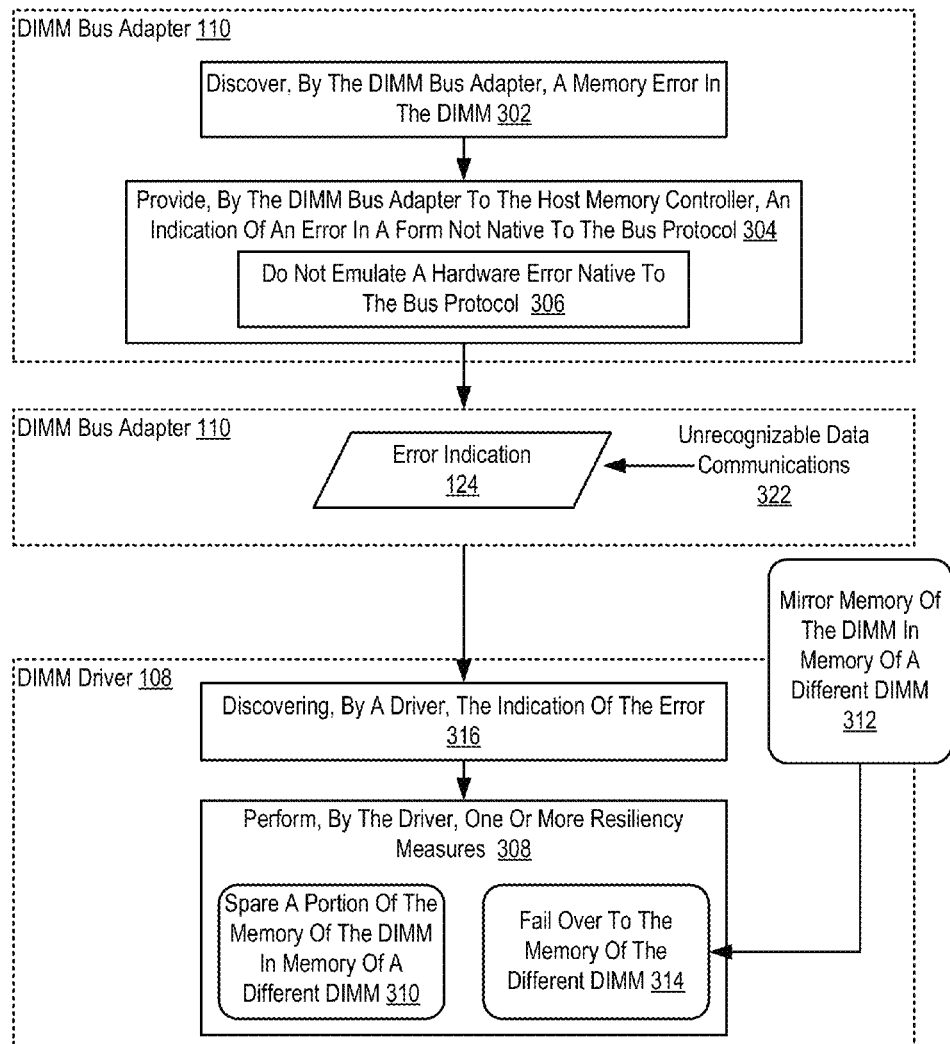 DIMM Bus Adapter 110
Discover, By The DIMM Bus Adapter, A Memory Error In
The DIMM 302
Provide, By The DIMM Bus Adapter To The Host Memory Controller, An
Indication Of An Error In A Form Not Native To The Bus Protocol 304
Do Not Emulate A Hardware Error Native To
The Bus Protocol 306
DIMM Bus Adapter 110
Error Indication
124
Unrecognizable Data
Communications
322
Mirror Memory Of
The DIMM In
Memory Of A
Different DIMM
312
DIMM Driver 108
Discovering, By A Driver, The Indication Of The Error
316
Perform, By The Driver, One Or More Resiliency
Measures 308
Spare A Portion Of The
Memory Of The DIMM
In Memory Of A
Different DIMM 310
Fail Over To The
Memory Of The
Different DIMM 314